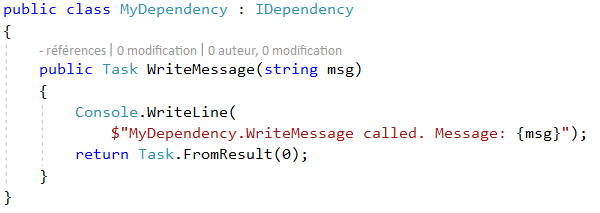 public class MyDependency : IDependency
{
- références | 0 modification | 0 auteur, 0 modification
public Task WriteMessage(string msg)
{
Console.WriteLine(
$"MyDependency.WriteMessage called. Message: {msg}");
return Task.FromResult(0);
}
}